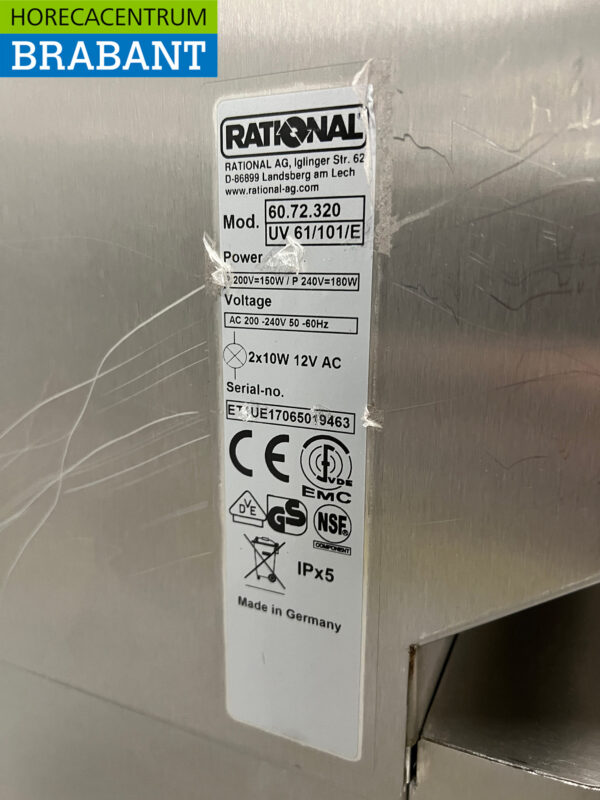 HORECACENTRUM
BRABANT
RATIONAL
RATIONAL AG, Iglinger Str. 62
D-86899 Landsberg am Lech
www.rational-ag.com
Mod. 60.72.320
UV 61/101/E
Power
200V=150W / P 240V=180W
Voltage
AC 200 -240V 50 -60Hz
2x10W 12V AC
Serial-no.
CE
VDE
EMC
DVE
GS
NSF.
COMPONENT
IPx5
Made in Germany